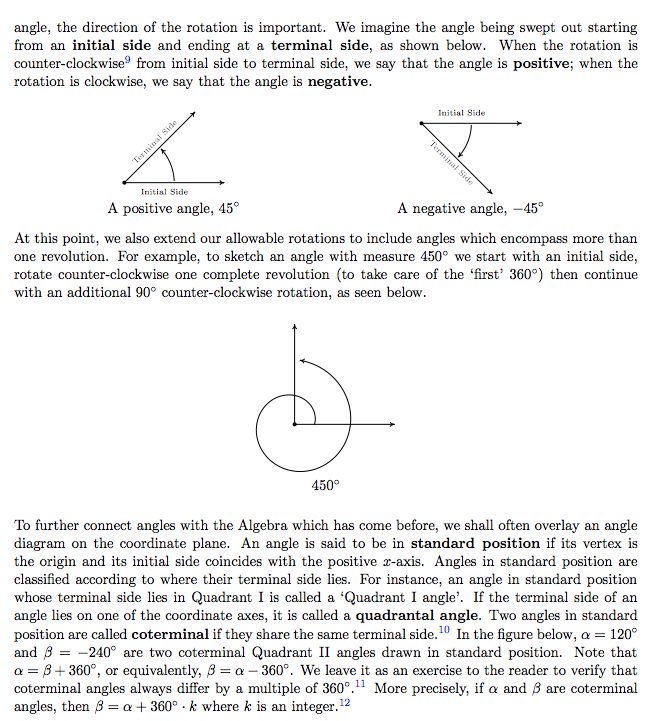 angle, the direction of the rotation is important. We imagine the angle being swept out starting
from an initial side and ending at a terminal side, as shown below. When the rotation is
counter-clockwise⁹ from initial side to terminal side, we say that the angle is positive; when the
rotation is clockwise, we say that the angle is negative.
Terminal Side
Initial Side
A positive angle, 45°
Initial Side
Terminal Side
A negative angle, −45°
At this point, we also extend our allowable rotations to include angles which encompass more than
one revolution. For example, to sketch an angle with measure 450° we start with an initial side,
rotate counter-clockwise one complete revolution (to take care of the ‘first’ 360°) then continue
with an additional 90° counter-clockwise rotation, as seen below.
450°
To further connect angles with the Algebra which has come before, we shall often overlay an angle
diagram on the coordinate plane. An angle is said to be in standard position if its vertex is
the origin and its initial side coincides with the positive x-axis. Angles in standard position are
classified according to where their terminal side lies. For instance, an angle in standard position
whose terminal side lies in Quadrant I is called a ‘Quadrant I angle’. If the terminal side of an
angle lies on one of the coordinate axes, it is called a quadrantal angle. Two angles in standard
position are called coterminal if they share the same terminal side.¹⁰ In the figure below, α = 120°
and β = −240° are two coterminal Quadrant II angles drawn in standard position. Note that
α = β + 360°, or equivalently, β = α − 360°. We leave it as an exercise to the reader to verify that
coterminal angles always differ by a multiple of 360°.¹¹ More precisely, if α and β are coterminal
angles, then β = α + 360° · k where k is an integer.¹²